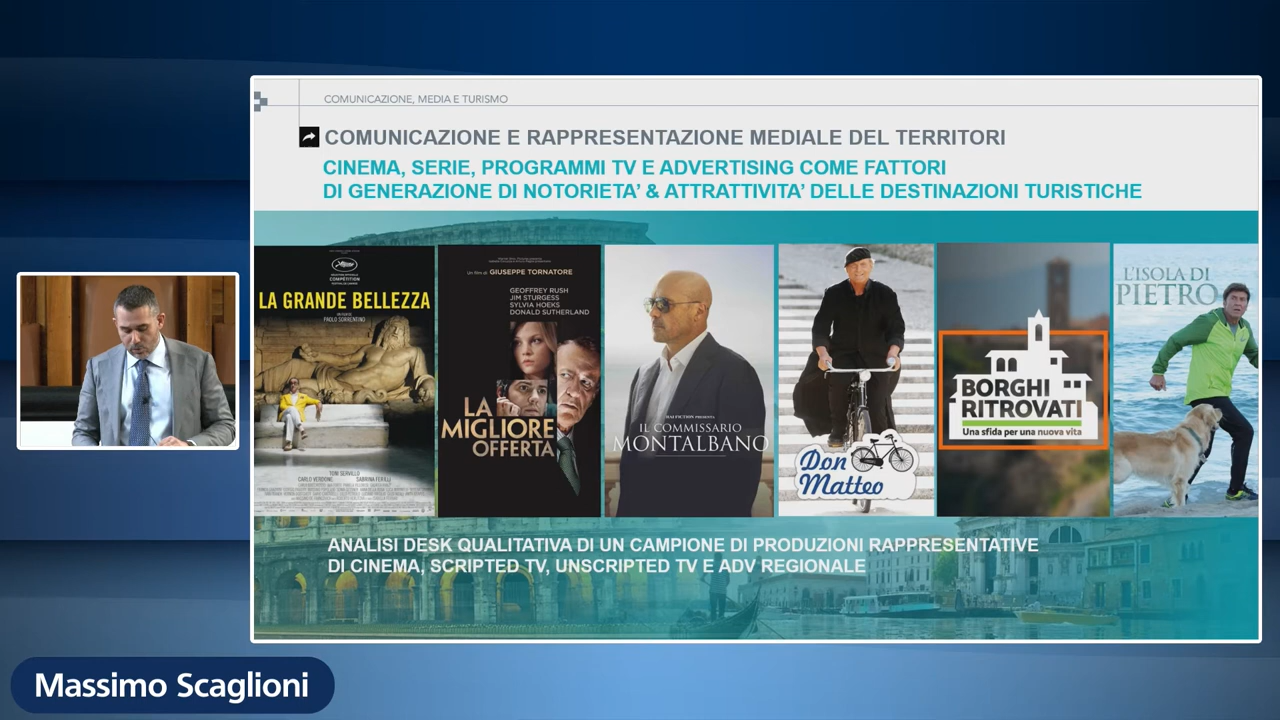 COMUNICAZIONE, MEDIA E TURISMO
COMUNICAZIONE E RAPPRESENTAZIONE MEDIALE DEL TERRITORI
CINEMA, SERIE, PROGRAMMI TV E ADVERTISING COME FATTORI
DI GENERAZIONE DI NOTORIETA’ & ATTRATTIVITA’ DELLE DESTINAZIONI TURISTICHE
COMPETITION
LA GRANDE BELLEZZA
PAOLO SORRENTINO
TONI SERVILLO
CARLO VERDONE SABRINA FERILLI
Un film di GIUSEPPE TORNATORE
GEOFFREY RUSH
JIM STURGESS
SYLVIA HOEKS
DONALD SUTHERLAND
LA
MIGLIORE
OFFERTA
RAI FICTION PRESENTA
IL COMMISSARIO
MONTALBANO
Don
Matteo
BORGHI
RITROVATI
Una sfida per una nuova vita
L'ISOLA DI
PIETRO
ANALISI DESK QUALITATIVA DI UN CAMPIONE DI PRODUZIONI RAPPRESENTATIVE
DI CINEMA, SCRIPTED TV, UNSCRIPTED TV E ADV REGIONALE
Massimo Scaglioni